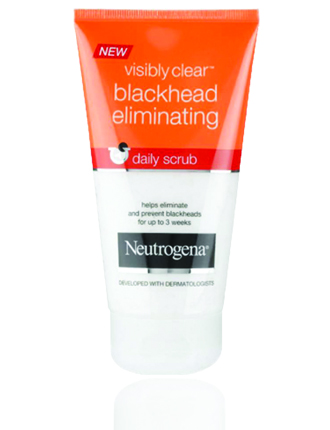 NEW
visibly clear™
blackhead
eliminating
daily scrub
helps eliminate
and prevent blackheads
for up to 3 weeks
Neutrogena®
DEVELOPED WITH DERMATOLOGISTS